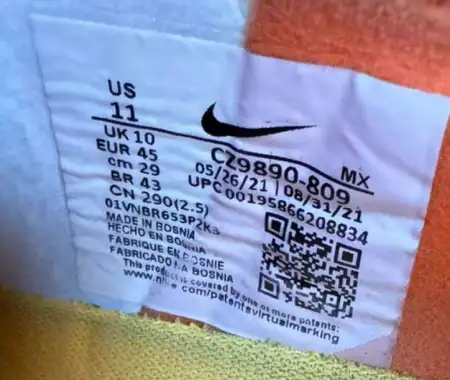 US
11
UK 10
EUR 45
cm 29
BR 43
CN 290(2.5)
01VNBR653P2K3
MADE IN BOSNIA
HECHO EN BOSNIA
FABRIQUE EN BOSNIE
FABRICADO NA BOSNIA
This product is covered by one or more patents:
www.nike.com/patentsvirtualmarking
CZ9890-809
MX
05/26/21 | 08/31/21
UPC 00195866208834